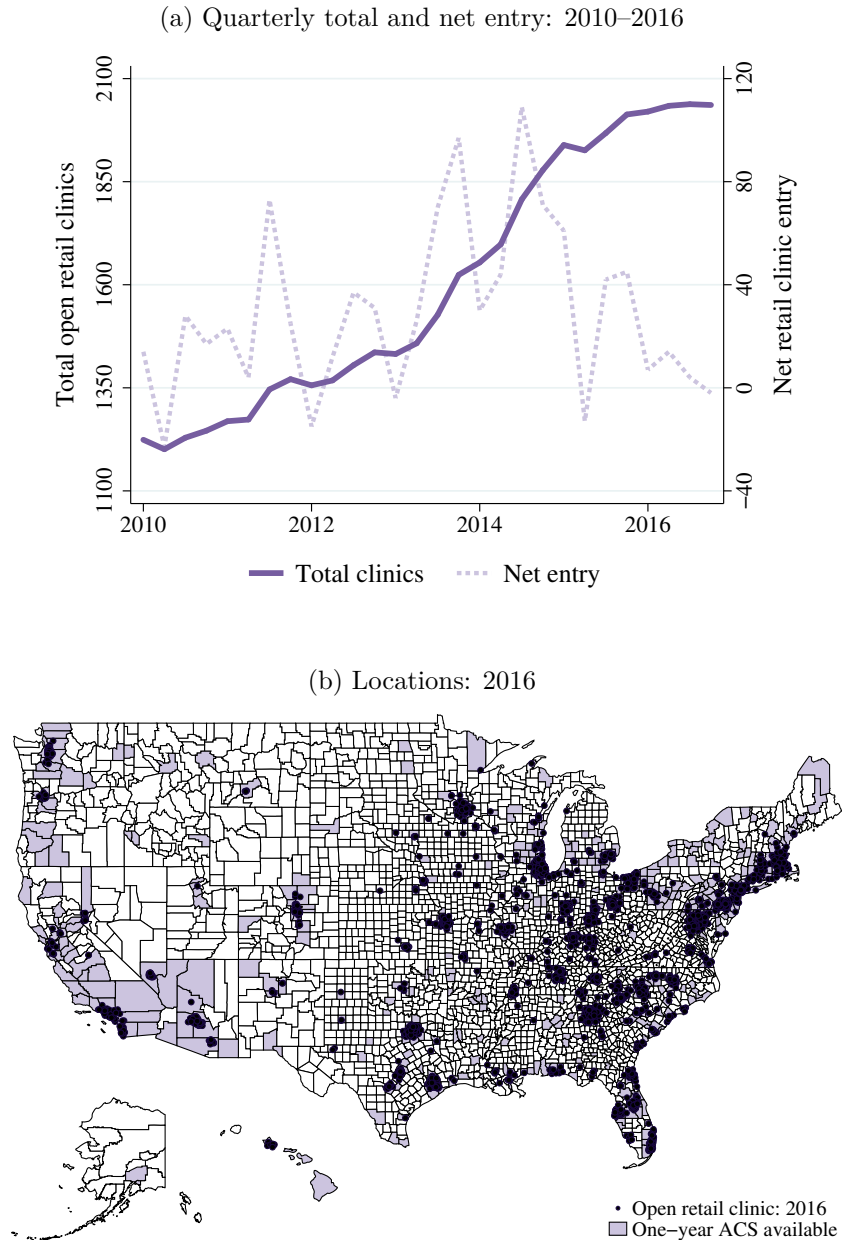 (a) Quarterly total and net entry: 2010–2016
Total open retail clinics
2100
1850
1600
1350
1100
120
80
40
0
−40
Net retail clinic entry
2010
2012
2014
2016
Total clinics
Net entry
(b) Locations: 2016
Open retail clinic: 2016
One−year ACS available